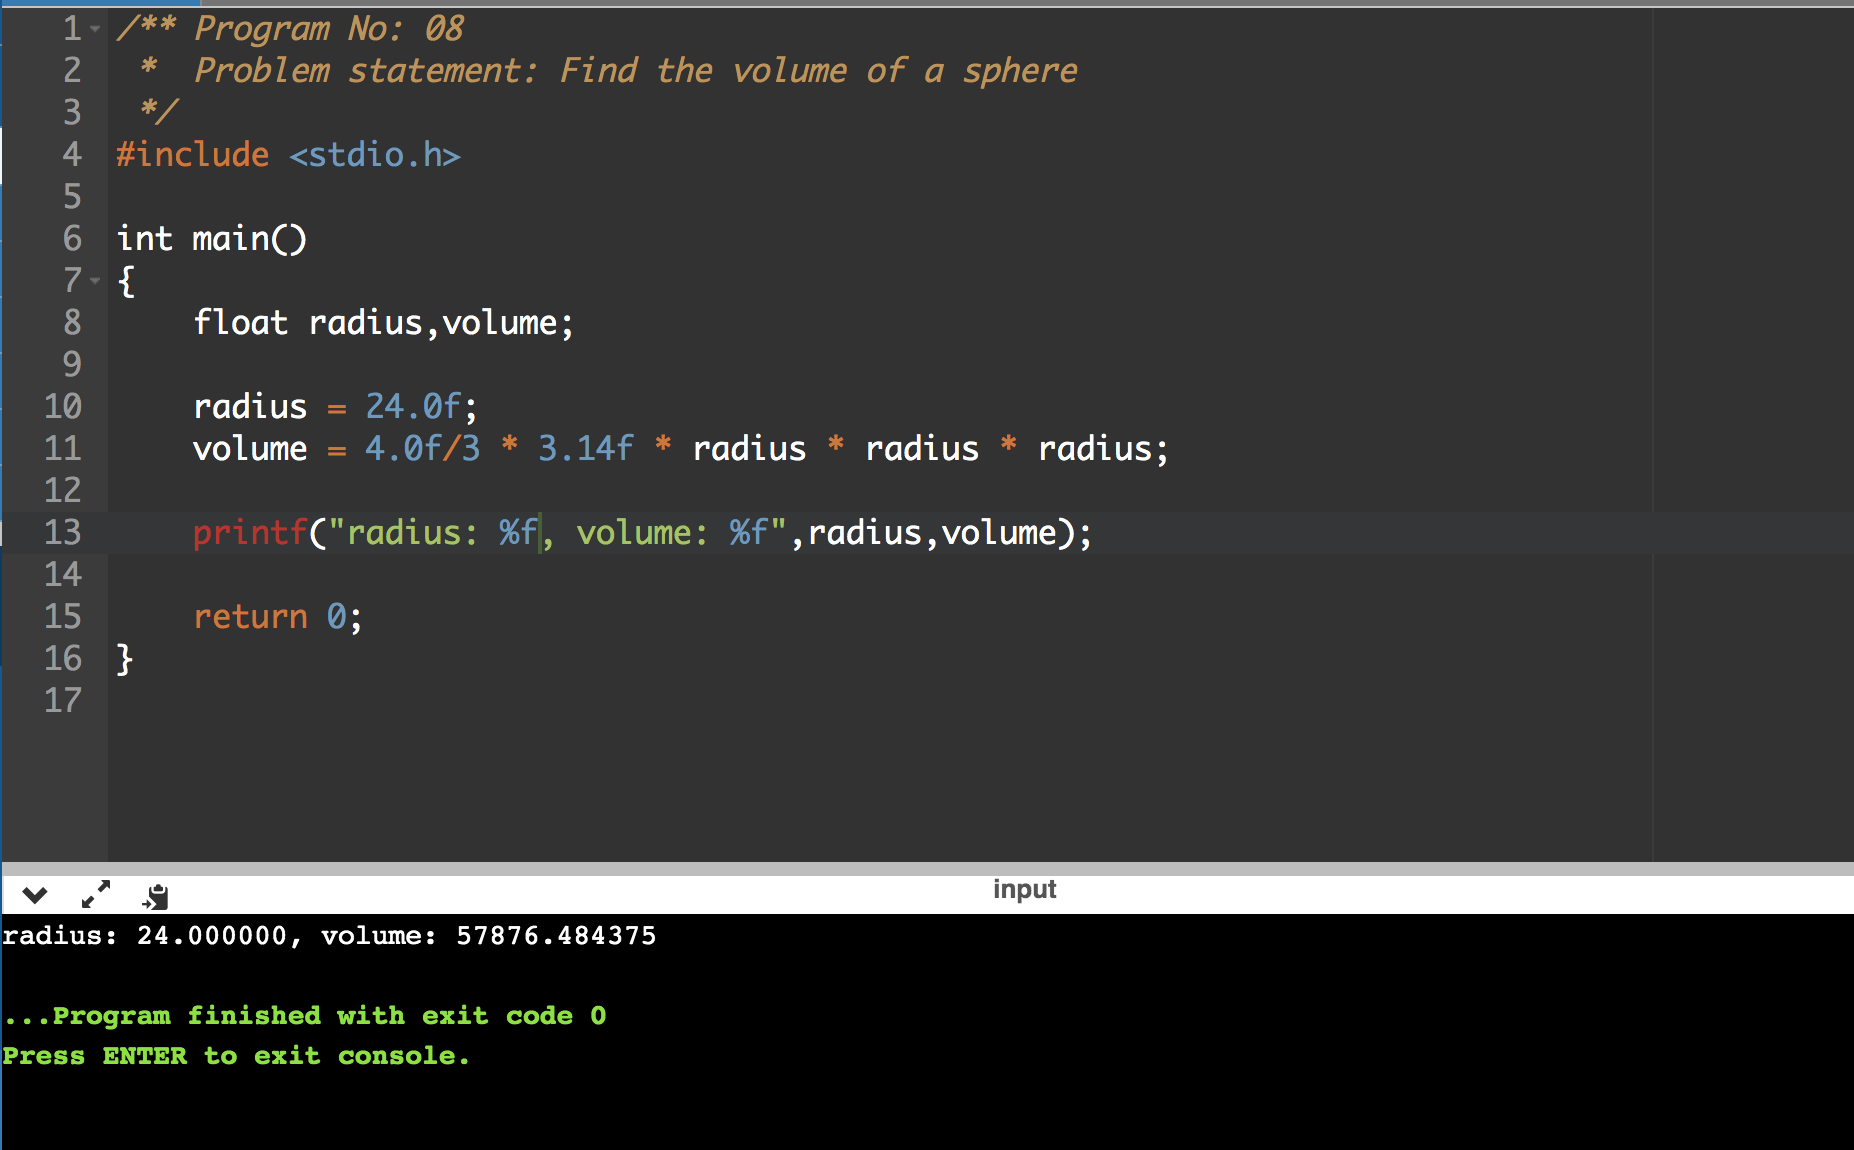 1 /** Program No: 08
2  *  Problem statement: Find the volume of a sphere
3  */
4 #include <stdio.h>
5
6 int main()
7 {
8     float radius,volume;
9
10     radius = 24.0f;
11     volume = 4.0f/3 * 3.14f * radius * radius * radius;
12
13     printf("radius: %f, volume: %f",radius,volume);
14
15     return 0;
16 }
17
input
radius: 24.000000, volume: 57876.484375
...Program finished with exit code 0
Press ENTER to exit console.